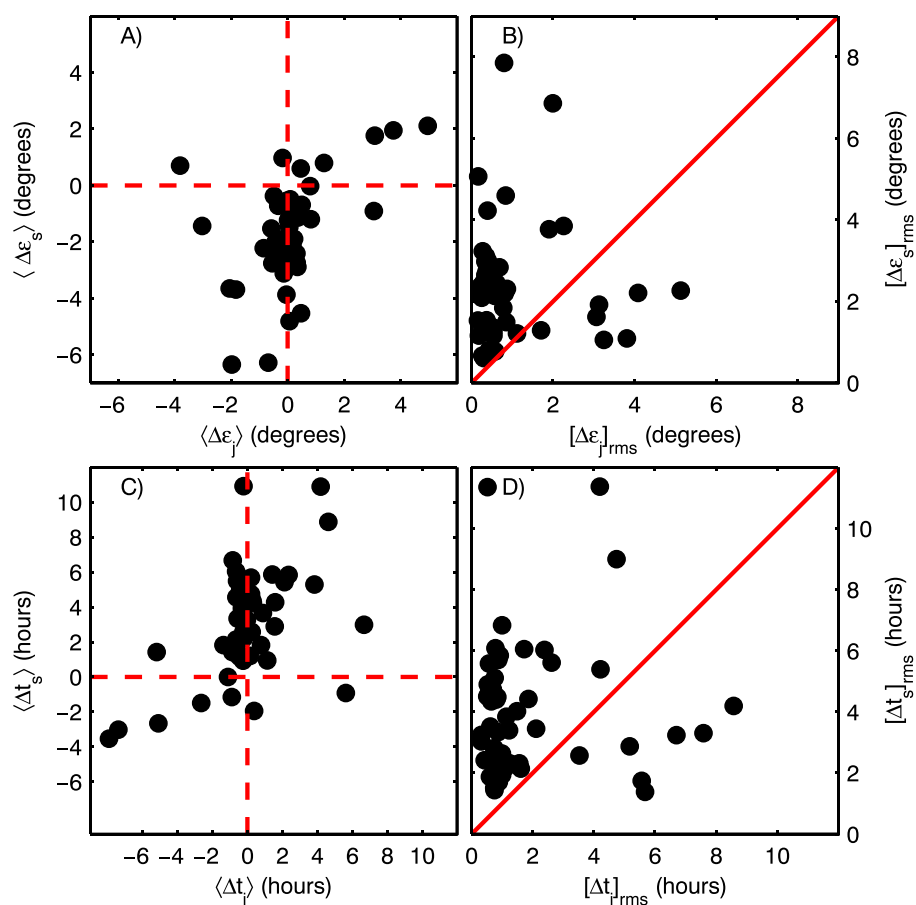 A)
B)
4
2
0
−2
−4
−6
⟨ Δε_s⟩ (degrees)
8
6
4
2
0
[Δε_s]_rms (degrees)
−6 −4 −2 0 2 4
0 2 4 6 8
⟨Δε_j⟩ (degrees)
[Δε_j]_rms (degrees)
C)
D)
10
8
6
4
2
0
−2
−4
−6
⟨Δt_s⟩ (hours)
10
8
6
4
2
0
[Δt_s]_rms (hours)
−6 −4 −2 0 2 4 6 8 10
0 2 4 6 8 10
⟨Δt_j⟩ (hours)
[Δt_j]_rms (hours)